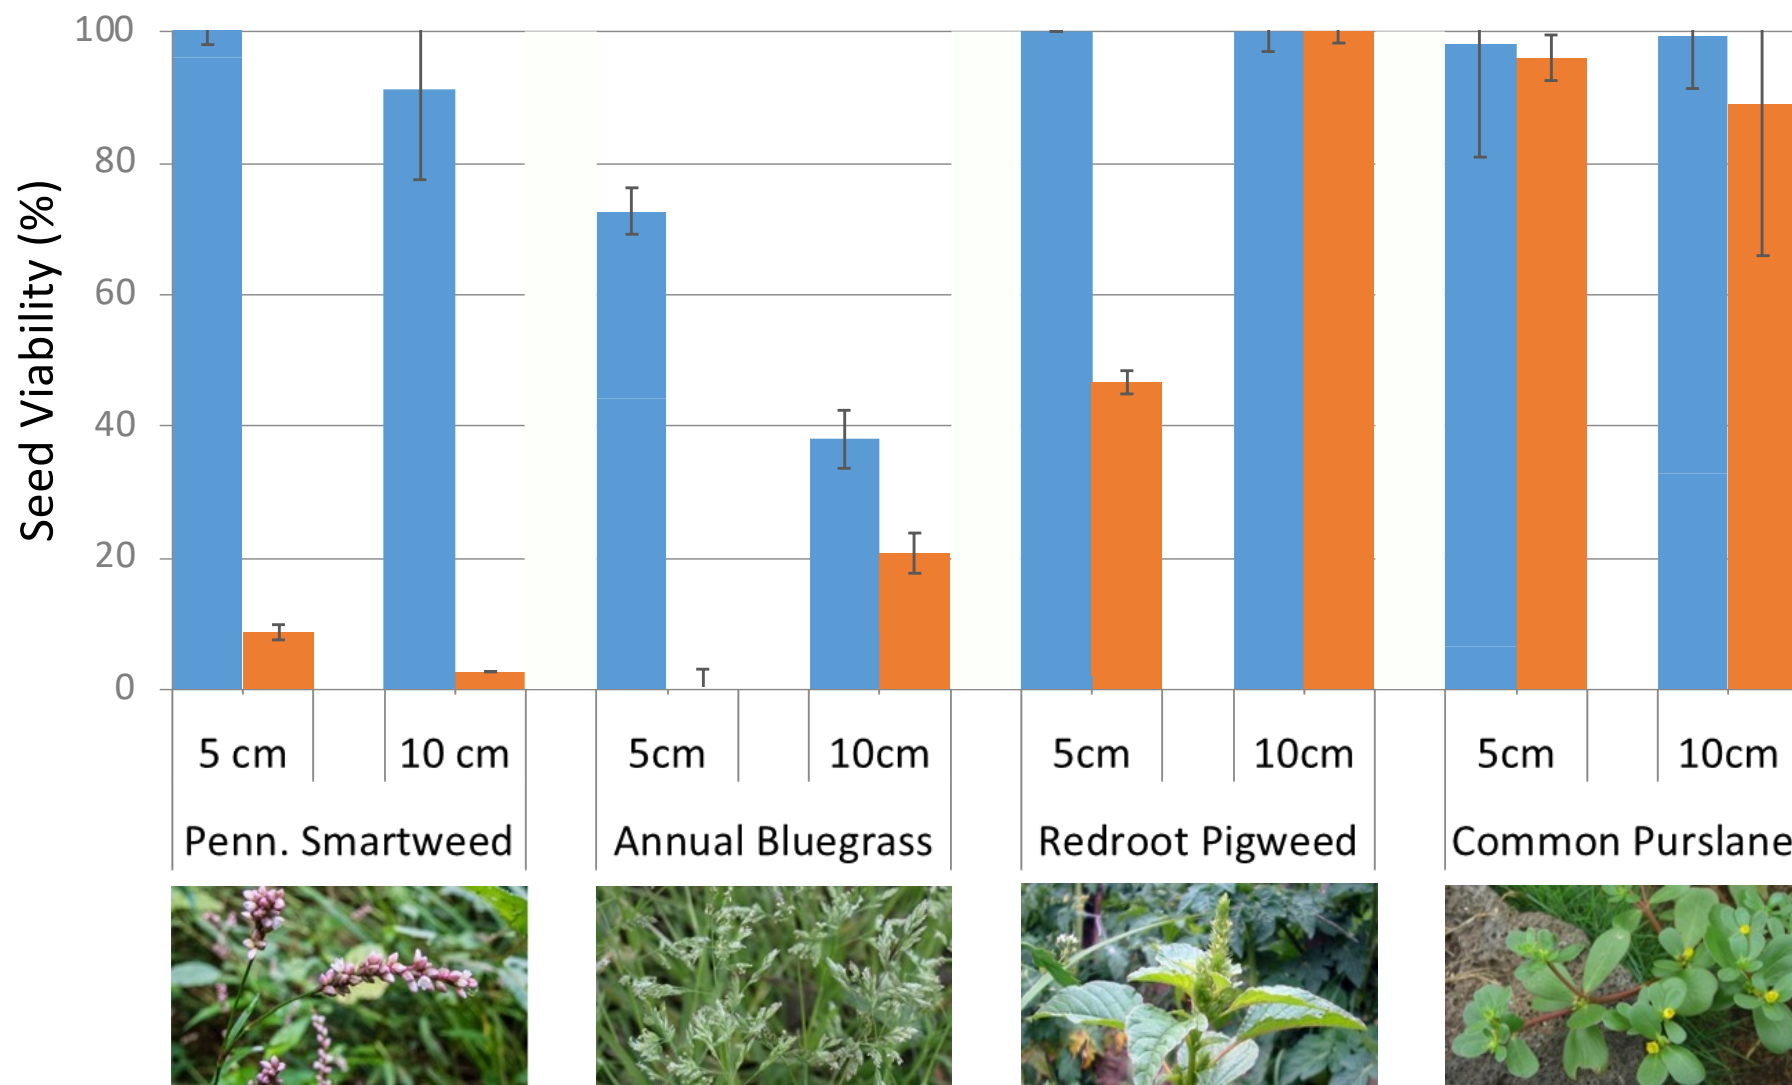 Seed Viability (%)
100
80
60
40
20
0
5 cm 10 cm 5cm 10cm 5cm 10cm 5cm 10cm
Penn. Smartweed Annual Bluegrass Redroot Pigweed Common Purslane